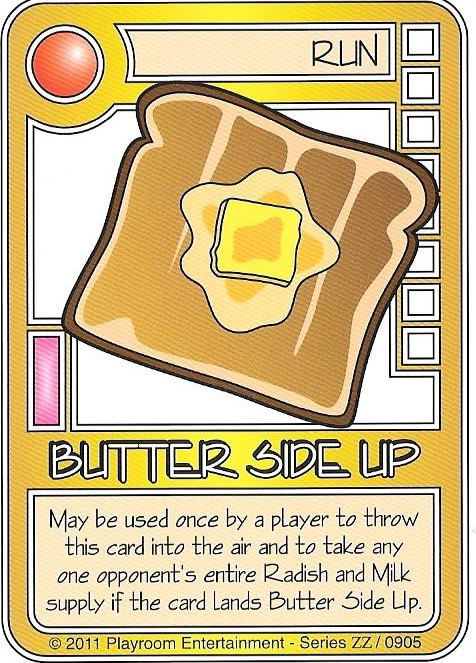 RUN
BUTTER SIDE UP
May be used once by a player to throw
this card into the air and to take any
one opponent's entire Radish and Milk
supply if the card lands Butter Side Up.
© 2011 Playroom Entertainment - Series ZZ / 0905